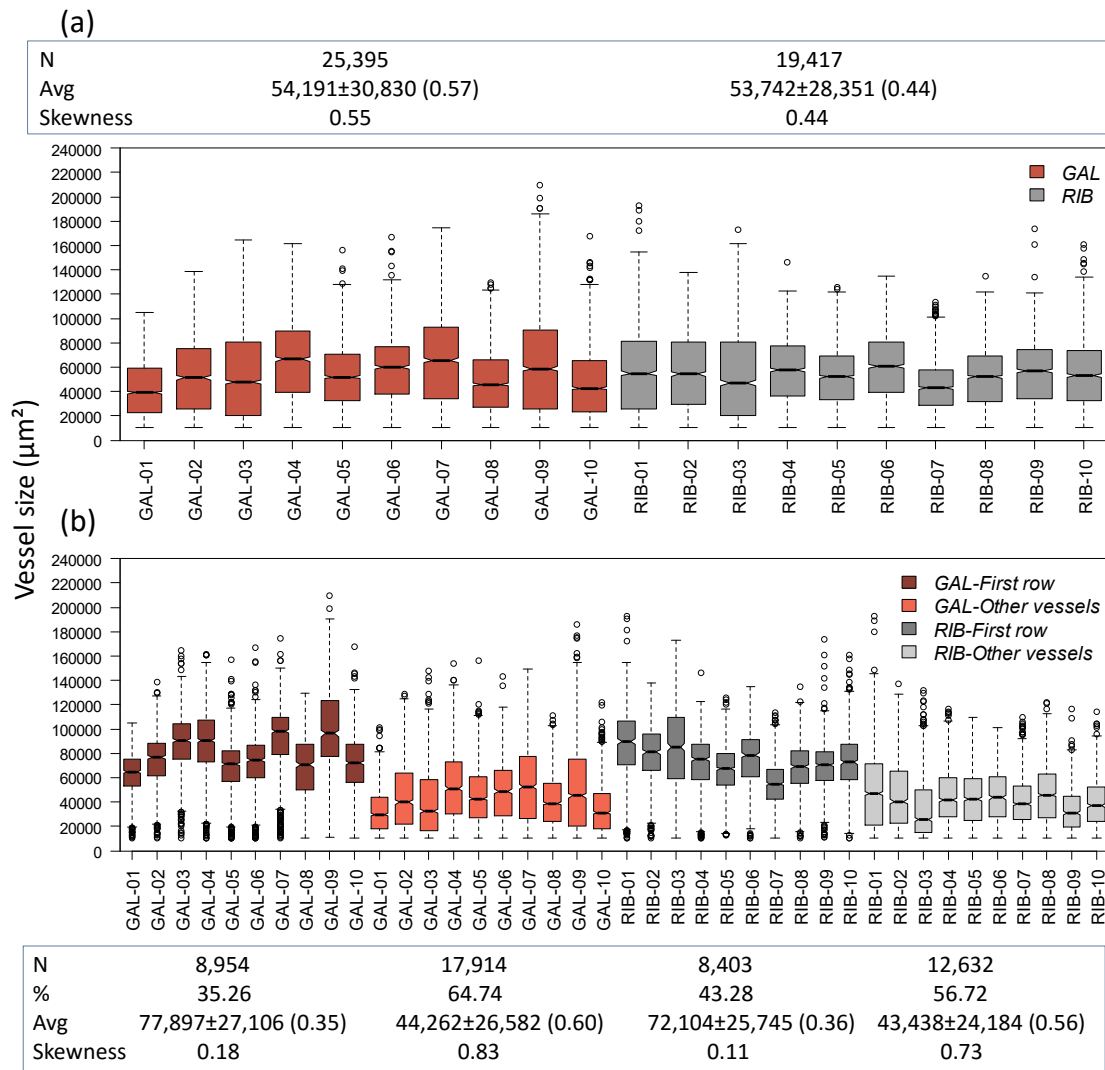 (a)
N 25,395 19,417
Avg 54,191±30,830 (0.57) 53,742±28,351 (0.44)
Skewness 0.55 0.44
240000
220000
200000
180000
160000
140000
120000
100000
80000
60000
40000
20000
0
GAL
RIB
GAL-01
GAL-02
GAL-03
GAL-04
GAL-05
GAL-06
GAL-07
GAL-08
GAL-09
GAL-10
RIB-01
RIB-02
RIB-03
RIB-04
RIB-05
RIB-06
RIB-07
RIB-08
RIB-09
RIB-10
Vessel size (µm²)
(b)
240000
220000
200000
180000
160000
140000
120000
100000
80000
60000
40000
20000
0
GAL-First row
GAL-Other vessels
RIB-First row
RIB-Other vessels
GAL-01
GAL-02
GAL-03
GAL-04
GAL-05
GAL-06
GAL-07
GAL-08
GAL-09
GAL-10
GAL-01
GAL-02
GAL-03
GAL-04
GAL-05
GAL-06
GAL-07
GAL-08
GAL-09
GAL-10
RIB-01
RIB-02
RIB-03
RIB-04
RIB-05
RIB-06
RIB-07
RIB-08
RIB-09
RIB-10
RIB-01
RIB-02
RIB-03
RIB-04
RIB-05
RIB-06
RIB-07
RIB-08
RIB-09
RIB-10
N 8,954 17,914 8,403 12,632
% 35.26 64.74 43.28 56.72
Avg 77,897±27,106 (0.35) 44,262±26,582 (0.60) 72,104±25,745 (0.36) 43,438±24,184 (0.56)
Skewness 0.18 0.83 0.11 0.73